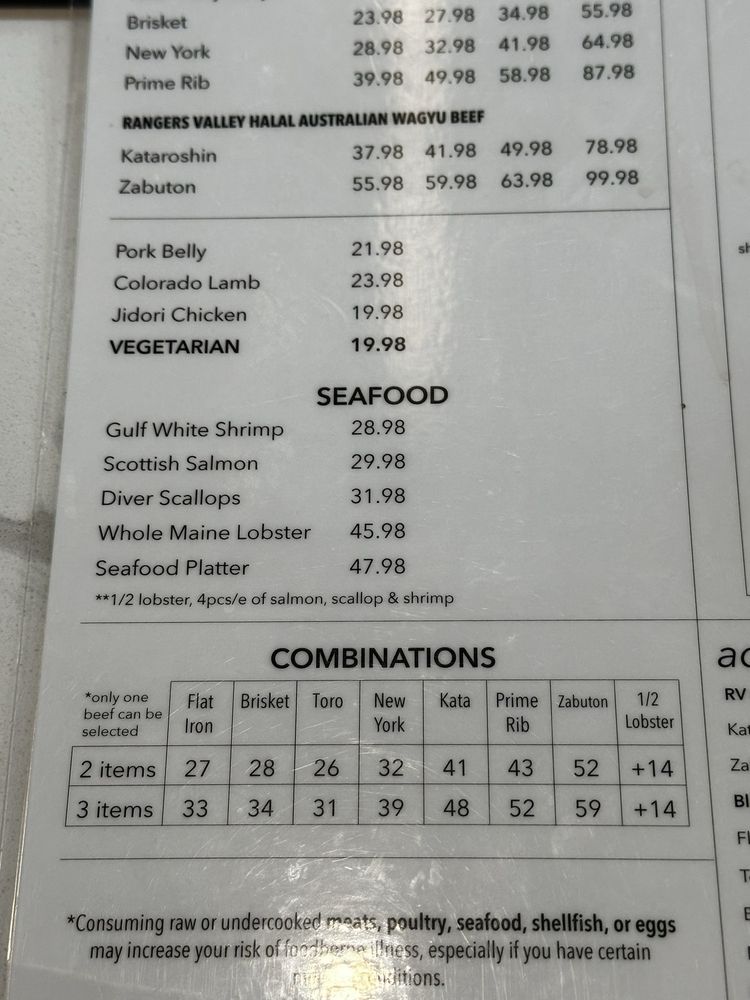 Brisket 23.98 27.98 34.98 55.98
New York 28.98 32.98 41.98 64.98
Prime Rib 39.98 49.98 58.98 87.98
RANGERS VALLEY HALAL AUSTRALIAN WAGYU BEEF
Kataroshin 37.98 41.98 49.98 78.98
Zabuton 55.98 59.98 63.98 99.98
Pork Belly 21.98
Colorado Lamb 23.98
Jidori Chicken 19.98
VEGETARIAN 19.98
SEAFOOD
Gulf White Shrimp 28.98
Scottish Salmon 29.98
Diver Scallops 31.98
Whole Maine Lobster 45.98
Seafood Platter 47.98
**1/2 lobster, 4pcs/e of salmon, scallop & shrimp
COMBINATIONS
*only one
beef can be
selected
Flat Iron Brisket Toro New York Kata Prime Rib Zabuton 1/2 Lobster
2 items 27 28 26 32 41 43 52 +14
3 items 33 34 31 39 48 52 59 +14
*Consuming raw or undercooked meats, poultry, seafood, shellfish, or eggs
may increase your risk of foodborne illness, especially if you have certain
RV